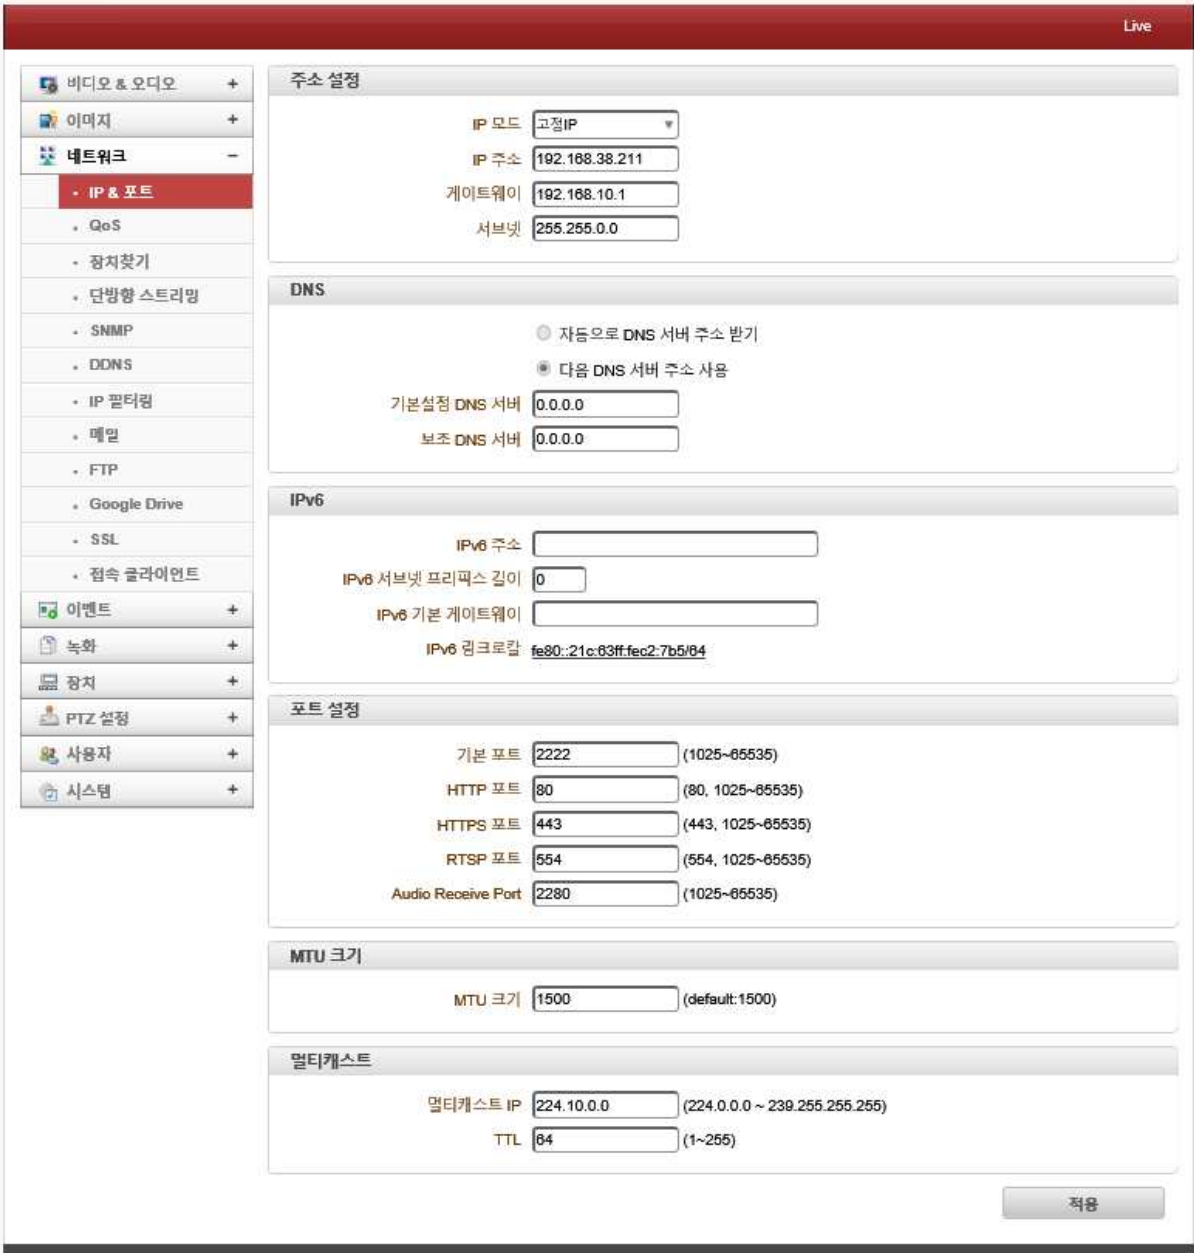 Live
비디오 & 오디오 +
이미지 +
네트워크 −
• IP & 포트
• QoS
• 장치찾기
• 단방향 스트리밍
• SNMP
• DDNS
• IP 필터링
• 메일
• FTP
• Google Drive
• SSL
• 접속 클라이언트
이벤트 +
녹화 +
장치 +
PTZ 설정 +
사용자 +
시스템 +
주소 설정
IP 모드 고정IP
IP 주소 192.168.38.211
게이트웨이 192.168.10.1
서브넷 255.255.0.0
DNS
자동으로 DNS 서버 주소 받기
다음 DNS 서버 주소 사용
기본설정 DNS 서버 0.0.0.0
보조 DNS 서버 0.0.0.0
IPv6
IPv6 주소
IPv6 서브넷 프리픽스 길이 0
IPv6 기본 게이트웨이
IPv6 링크로칼 fe80::21c:63ff:fec2:7b5/64
포트 설정
기본 포트 2222 (1025~65535)
HTTP 포트 80 (80, 1025~65535)
HTTPS 포트 443 (443, 1025~65535)
RTSP 포트 554 (554, 1025~65535)
Audio Receive Port 2280 (1025~65535)
MTU 크기
MTU 크기 1500 (default:1500)
멀티캐스트
멀티캐스트 IP 224.10.0.0 (224.0.0.0 ~ 239.255.255.255)
TTL 64 (1~255)
적용